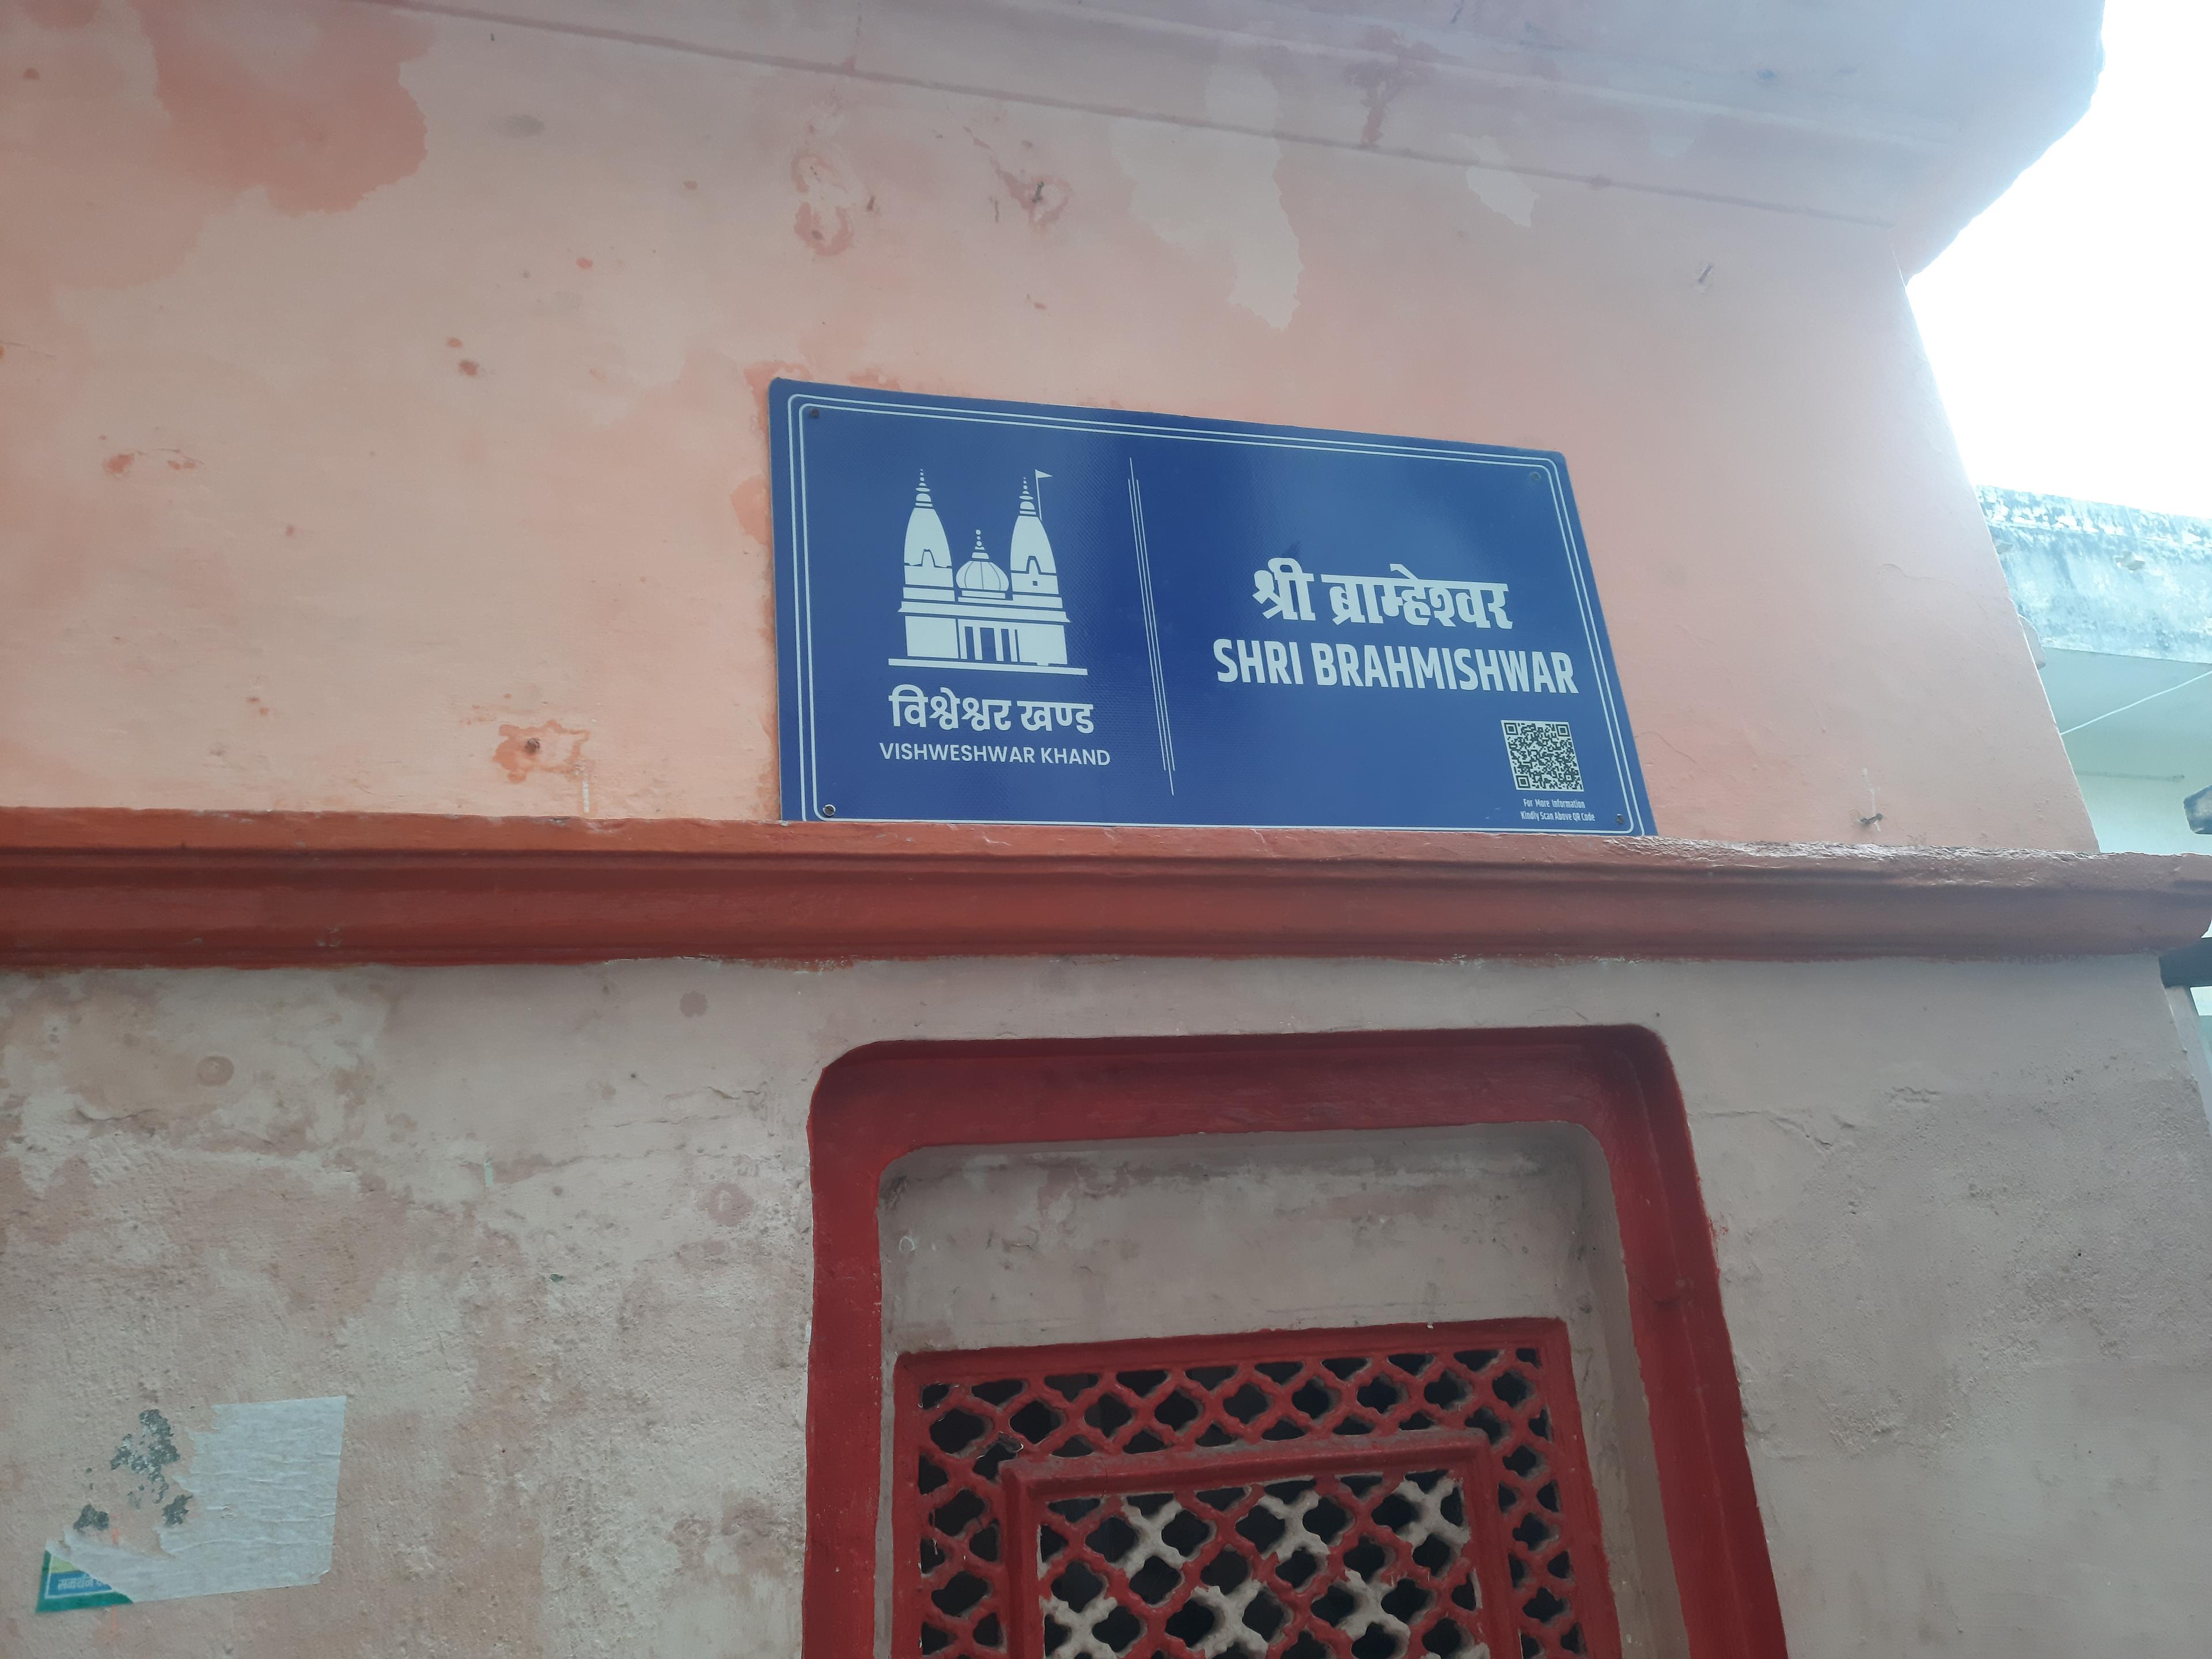 विश्वेश्वर खण्ड
VISHWESHWAR KHAND
श्री ब्राम्हेश्वर
SHRI BRAHMISHWAR
For More Information
Kindly Scan Above QR Code